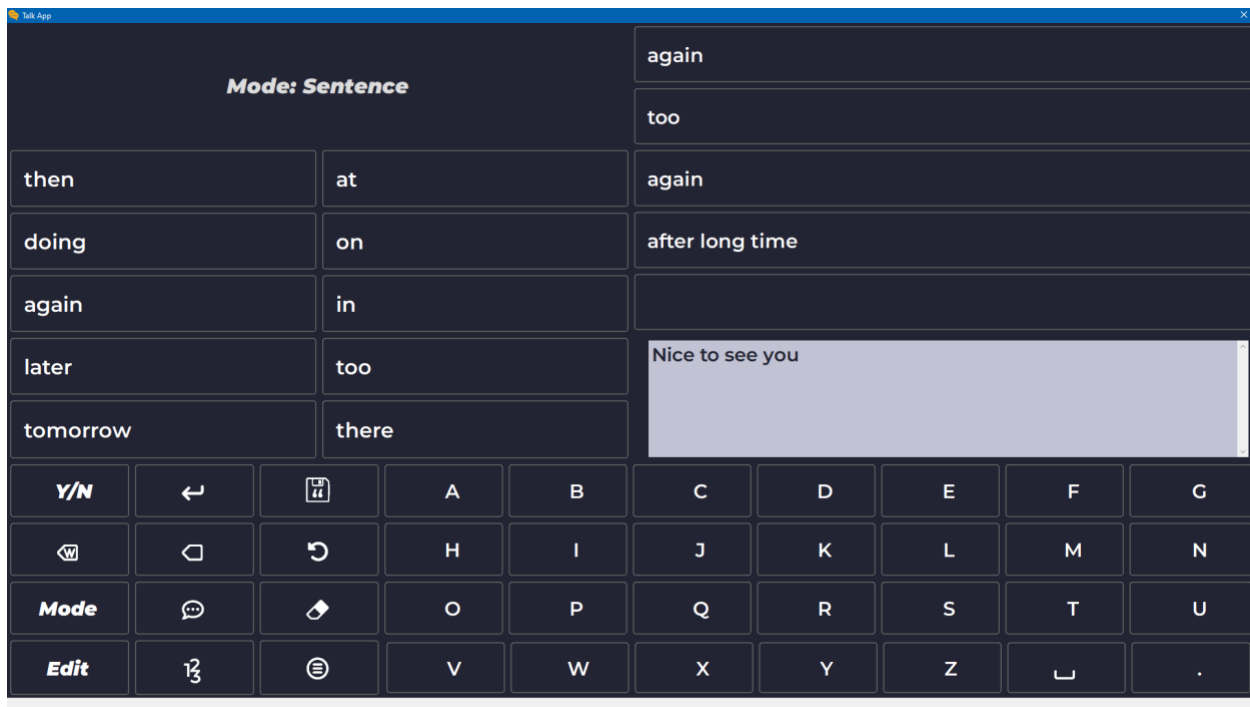 Talk App
Mode: Sentence
again
too
then at again
doing on after long time
again in
later too Nice to see you
tomorrow there
Y/N A B C D E F G
W H I J K L M N
Mode O P Q R S T U
Edit 123 V W X Y Z .